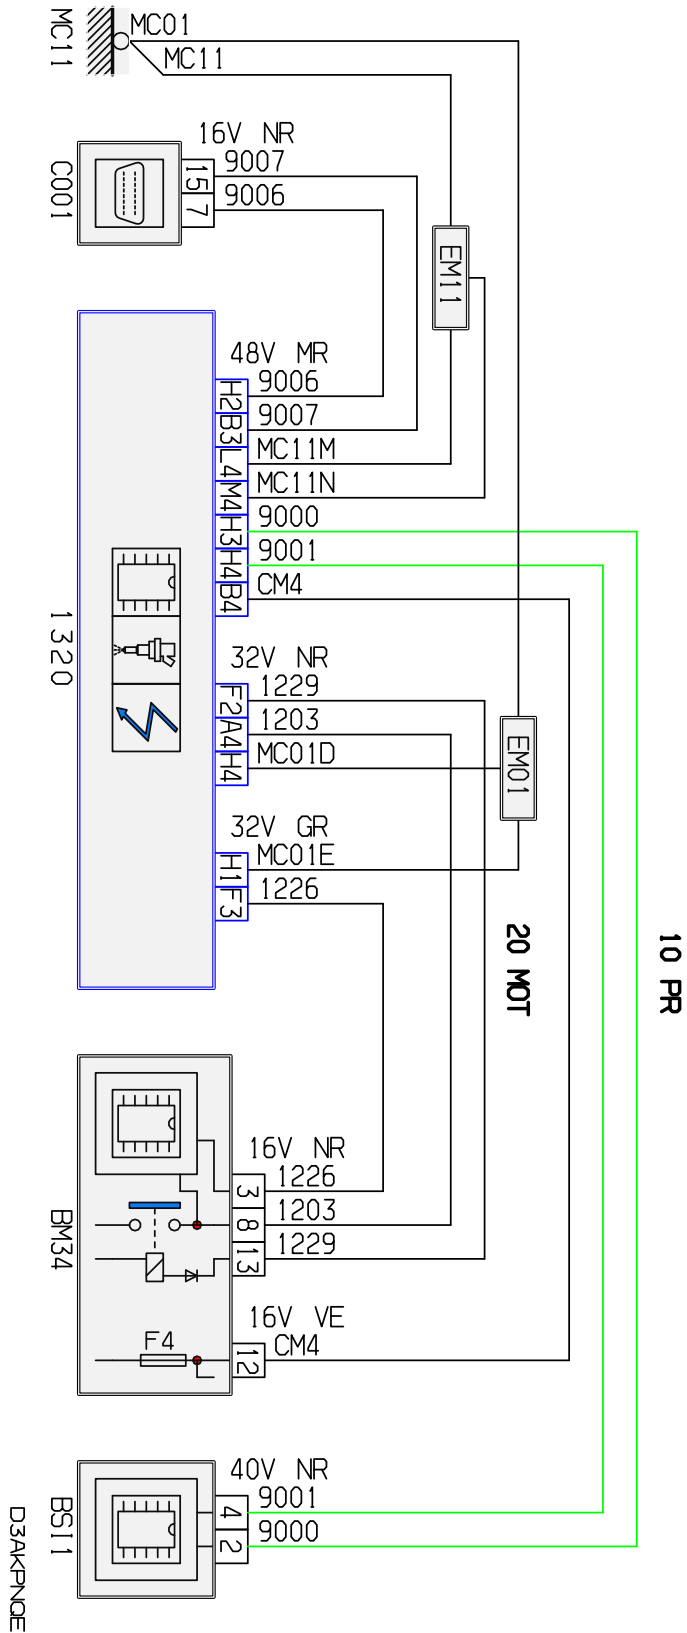 MC01
MC11
MC11
16V NR
9007
15
9006
7
C001
EM11
48V MR
9006
H2
9007
B3
MC11M
L4
MC11N
M4
9000
H3
9001
H4
CM4
B4
1320
32V NR
1229
F2
1203
A4
MC01D
H4
EM01
32V GR
MC01E
H1
1226
F3
20 MOT
10 PR
16V NR
1226
3
1203
8
1229
13
BM34
16V VE
CM4
12
F4
40V NR
9001
4
9000
2
BSI1
D3AKPNQE